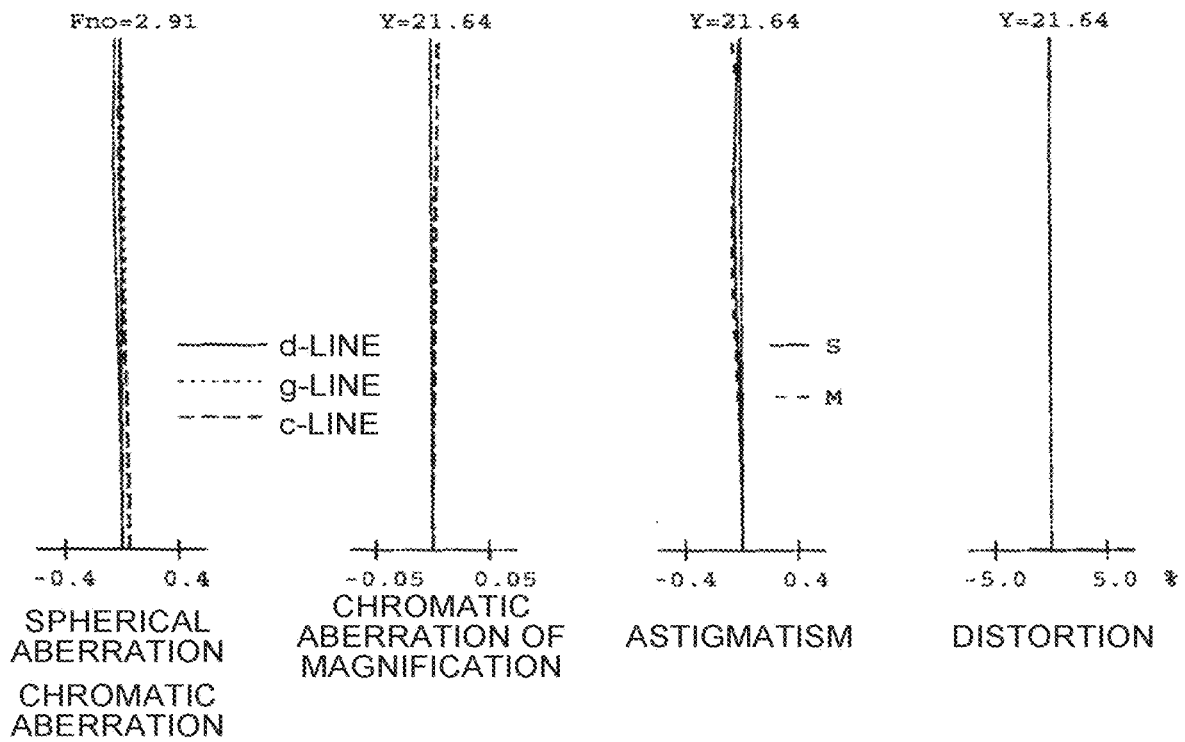 Fno=2.91
Y=21.64
Y=21.64
Y=21.64
d-LINE
g-LINE
c-LINE
S
M
-0.4 0.4
-0.05 0.05
-0.4 0.4
-5.0 5.0 %
SPHERICAL
ABERRATION
CHROMATIC
ABERRATION
CHROMATIC
ABERRATION OF
MAGNIFICATION
ASTIGMATISM
DISTORTION